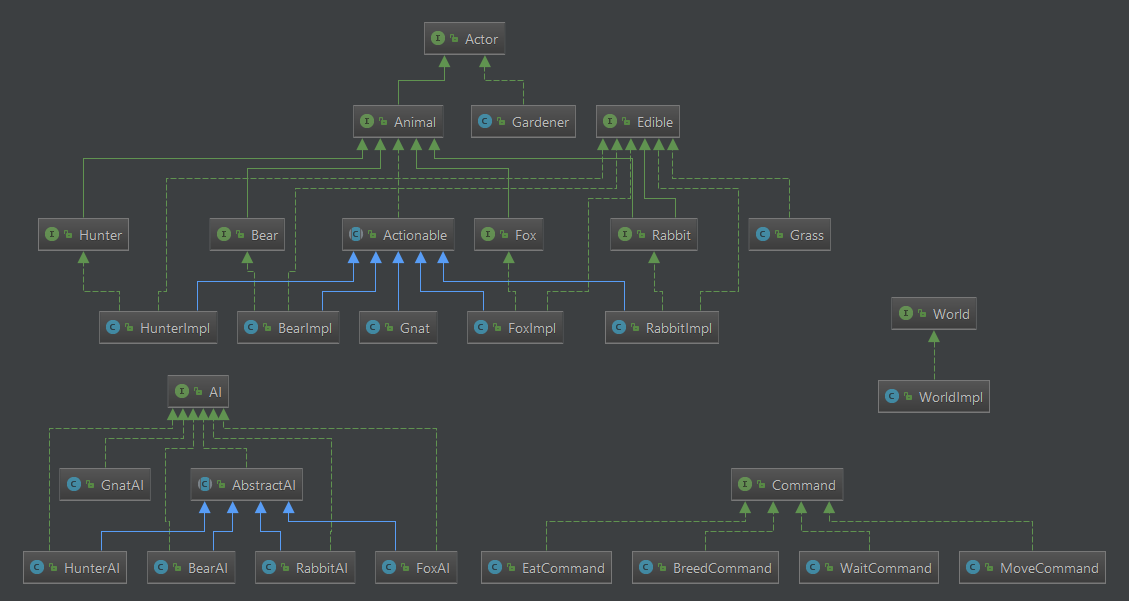 I Actor
I Animal
C Gardener
I Edible
I Hunter
I Bear
C Actionable
I Fox
I Rabbit
C Grass
C HunterImpl
C BearImpl
C Gnat
C FoxImpl
C RabbitImpl
I World
C WorldImpl
I AI
C GnatAI
C AbstractAI
I Command
C HunterAI
C BearAI
C RabbitAI
C FoxAI
C EatCommand
C BreedCommand
C WaitCommand
C MoveCommand